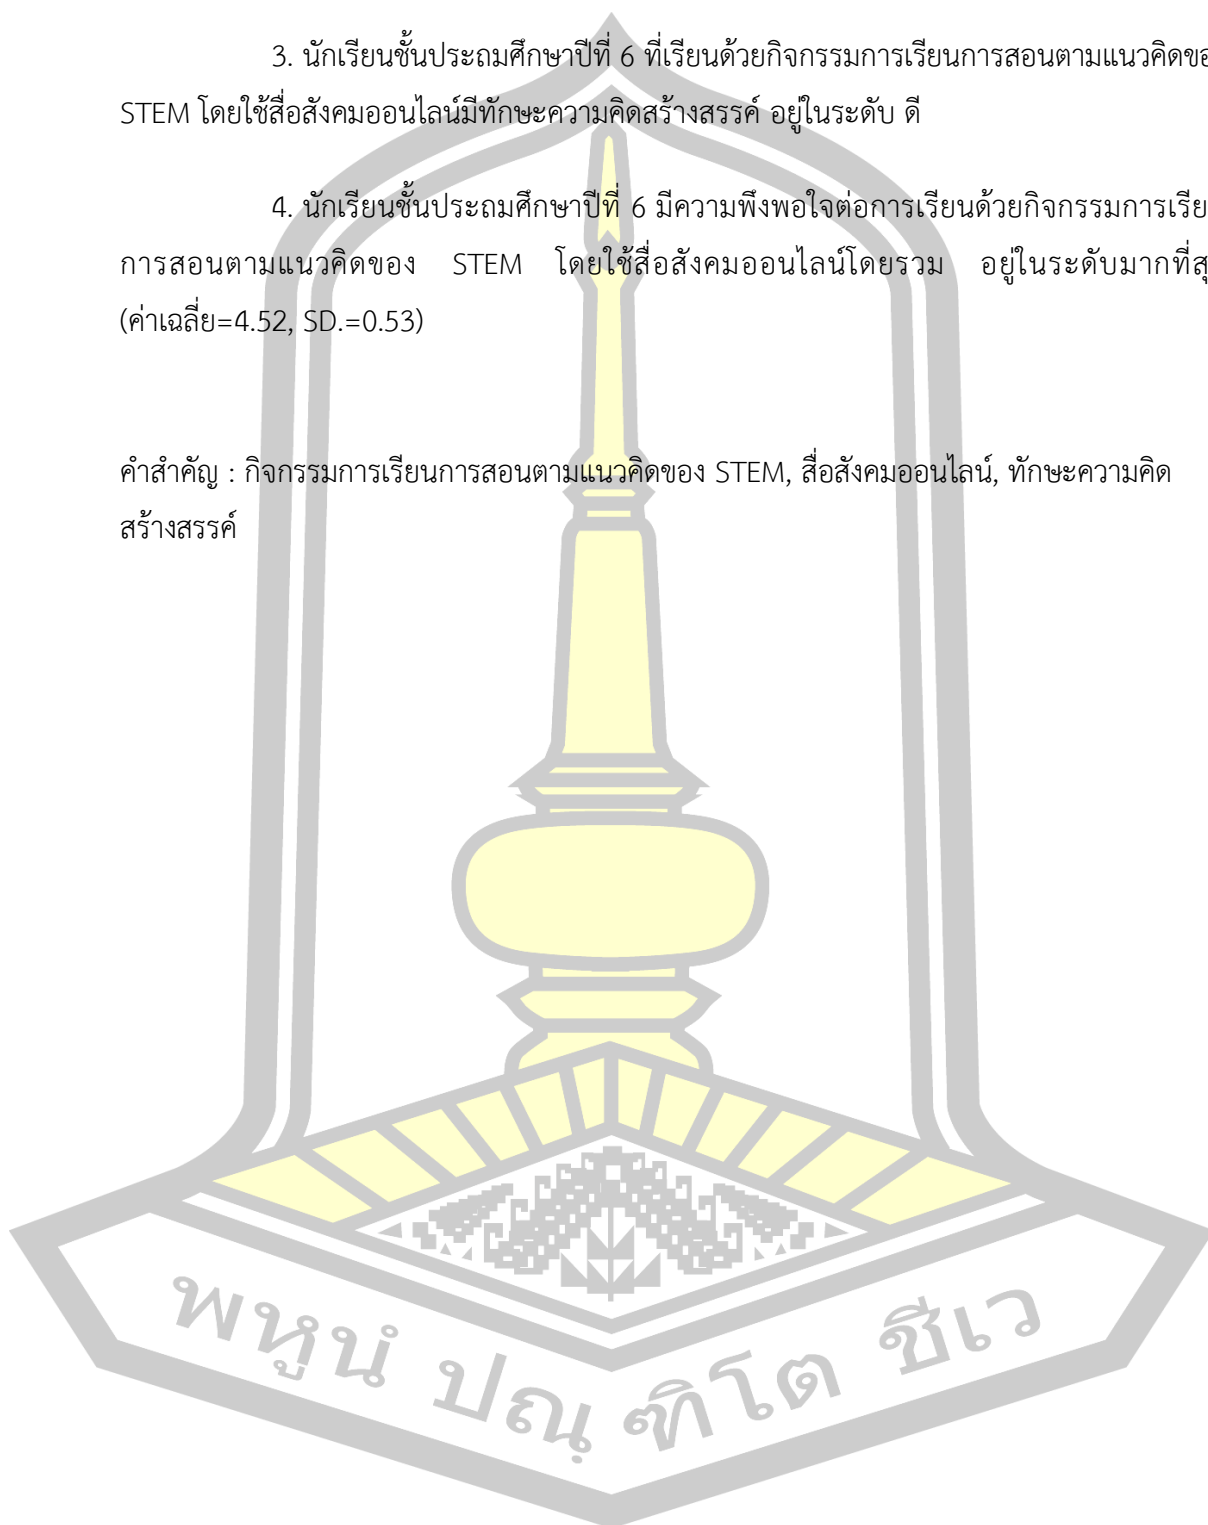 3. นักเรียนชั้นประถมศึกษาปีที่ 6 ที่เรียนด้วยกิจกรรมการเรียนการสอนตามแนวคิดขอ
STEM โดยใช้สื่อสังคมออนไลน์มีทักษะความคิดสร้างสรรค์ อยู่ในระดับ ดี
4. นักเรียนชั้นประถมศึกษาปีที่ 6 มีความพึงพอใจต่อการเรียนด้วยกิจกรรมการเรีย
การสอนตามแนวคิดของ STEM โดยใช้สื่อสังคมออนไลน์โดยรวม อยู่ในระดับมากที่สุ
(ค่าเฉลี่ย=4.52, SD.=0.53)
คำสำคัญ : กิจกรรมการเรียนการสอนตามแนวคิดของ STEM, สื่อสังคมออนไลน์, ทักษะความคิด
สร้างสรรค์
พหูนํ ปณฺ ฑิโต ชีเว